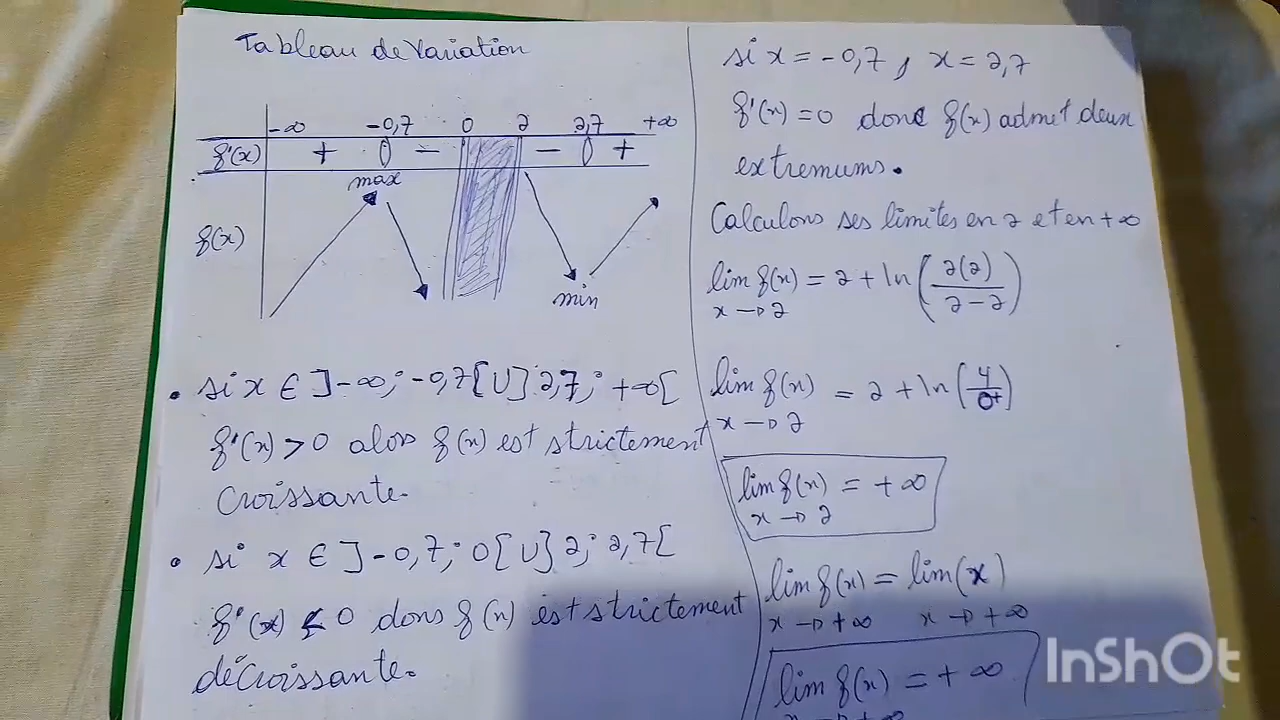 Tableau de Variation
-∞ -0,7 0 2 2,7 +∞
f'(x) + 0 - - 0 +
max
f(x)
min
• si x ∈ ]-∞; -0,7[ U ] 2,7; +∞[
f'(x) > 0 alors f(x) est strictement
croissante.
• si x ∈ ]-0,7; 0[ U ] 2; 2,7[
f'(x) < 0 dons f(x) est strictement
décroissante.
si x = -0,7, x = 2,7
f'(x) = 0 donc f(x) admet deux
extremums.
Calculons ses limites en 2 et en +∞
lim f(x) = 2 + ln (2(2)/2-2)
x → 2
lim f(x) = 2 + ln (4/0+)
x → 2
lim f(x) = +∞
x → 2
lim f(x) = lim (x)
x → +∞ x → +∞
lim f(x) = +∞
x → +∞
InShOt